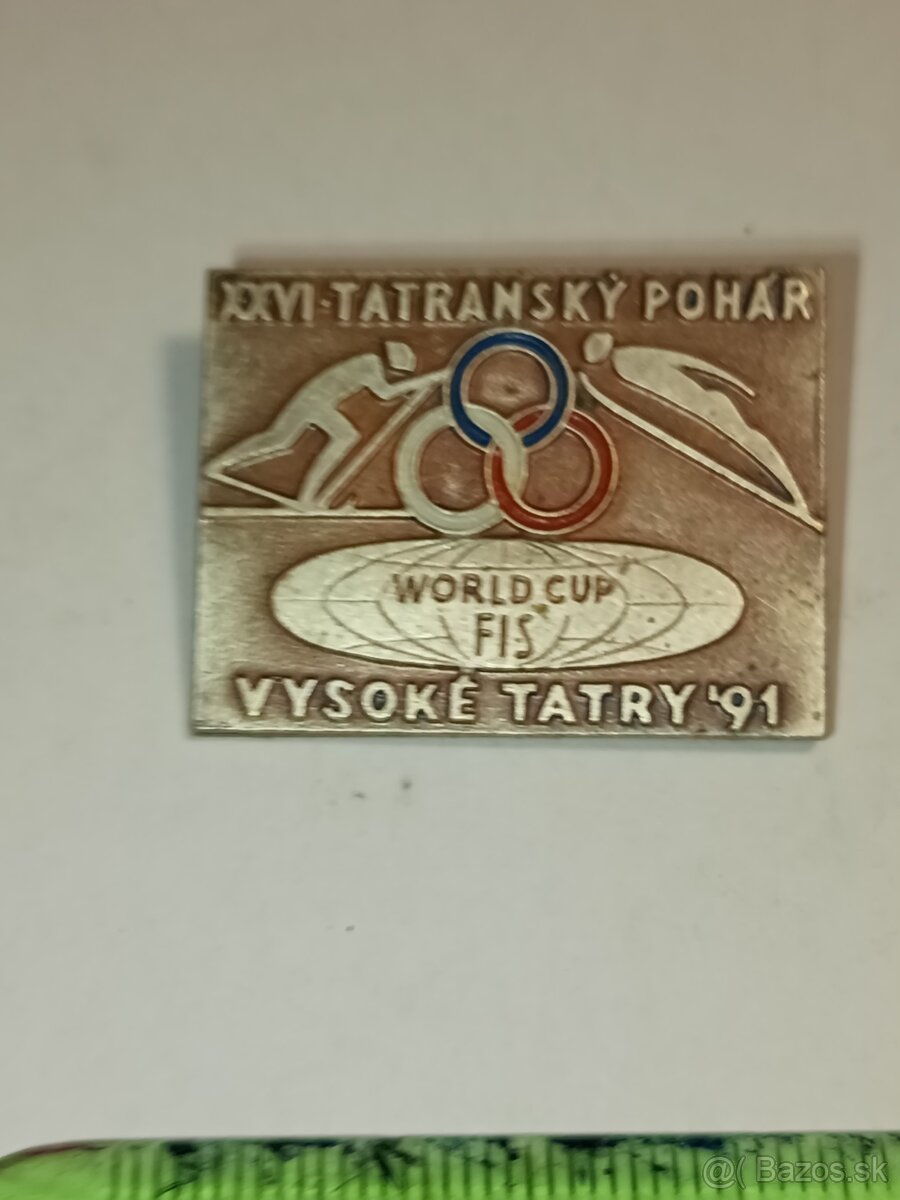 XXVI-TATRANSKÝ POHÁR
WORLD CUP
FIS
VYSOKÉ TATRY '91
@( Bazos.sk